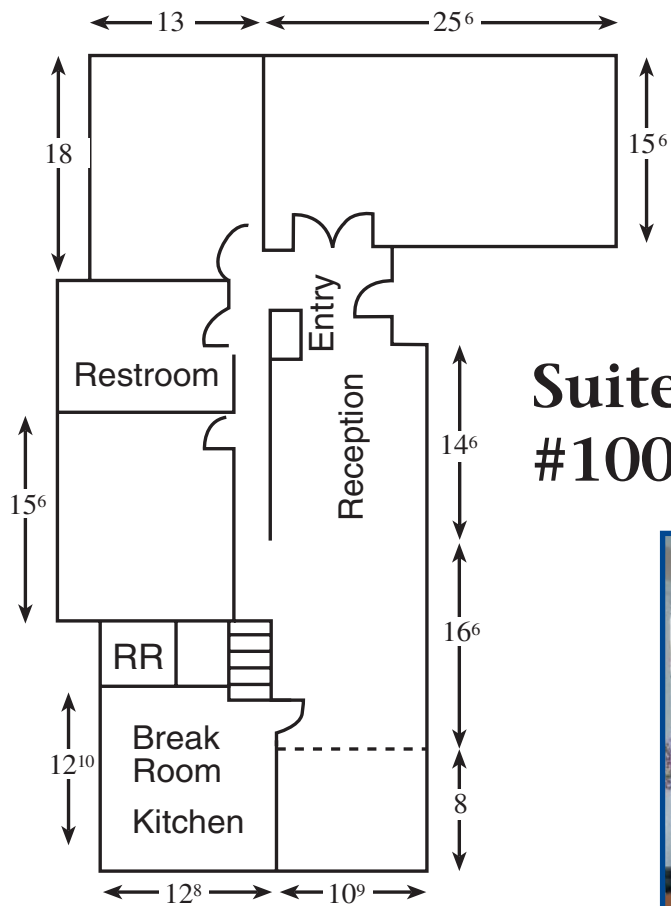 13
25⁶
18
15⁶
Entry
Restroom
Suite
#100
Reception
14⁶
15⁶
16⁶
RR
Break
Room
12¹⁰
Kitchen
8
12⁸
10⁹